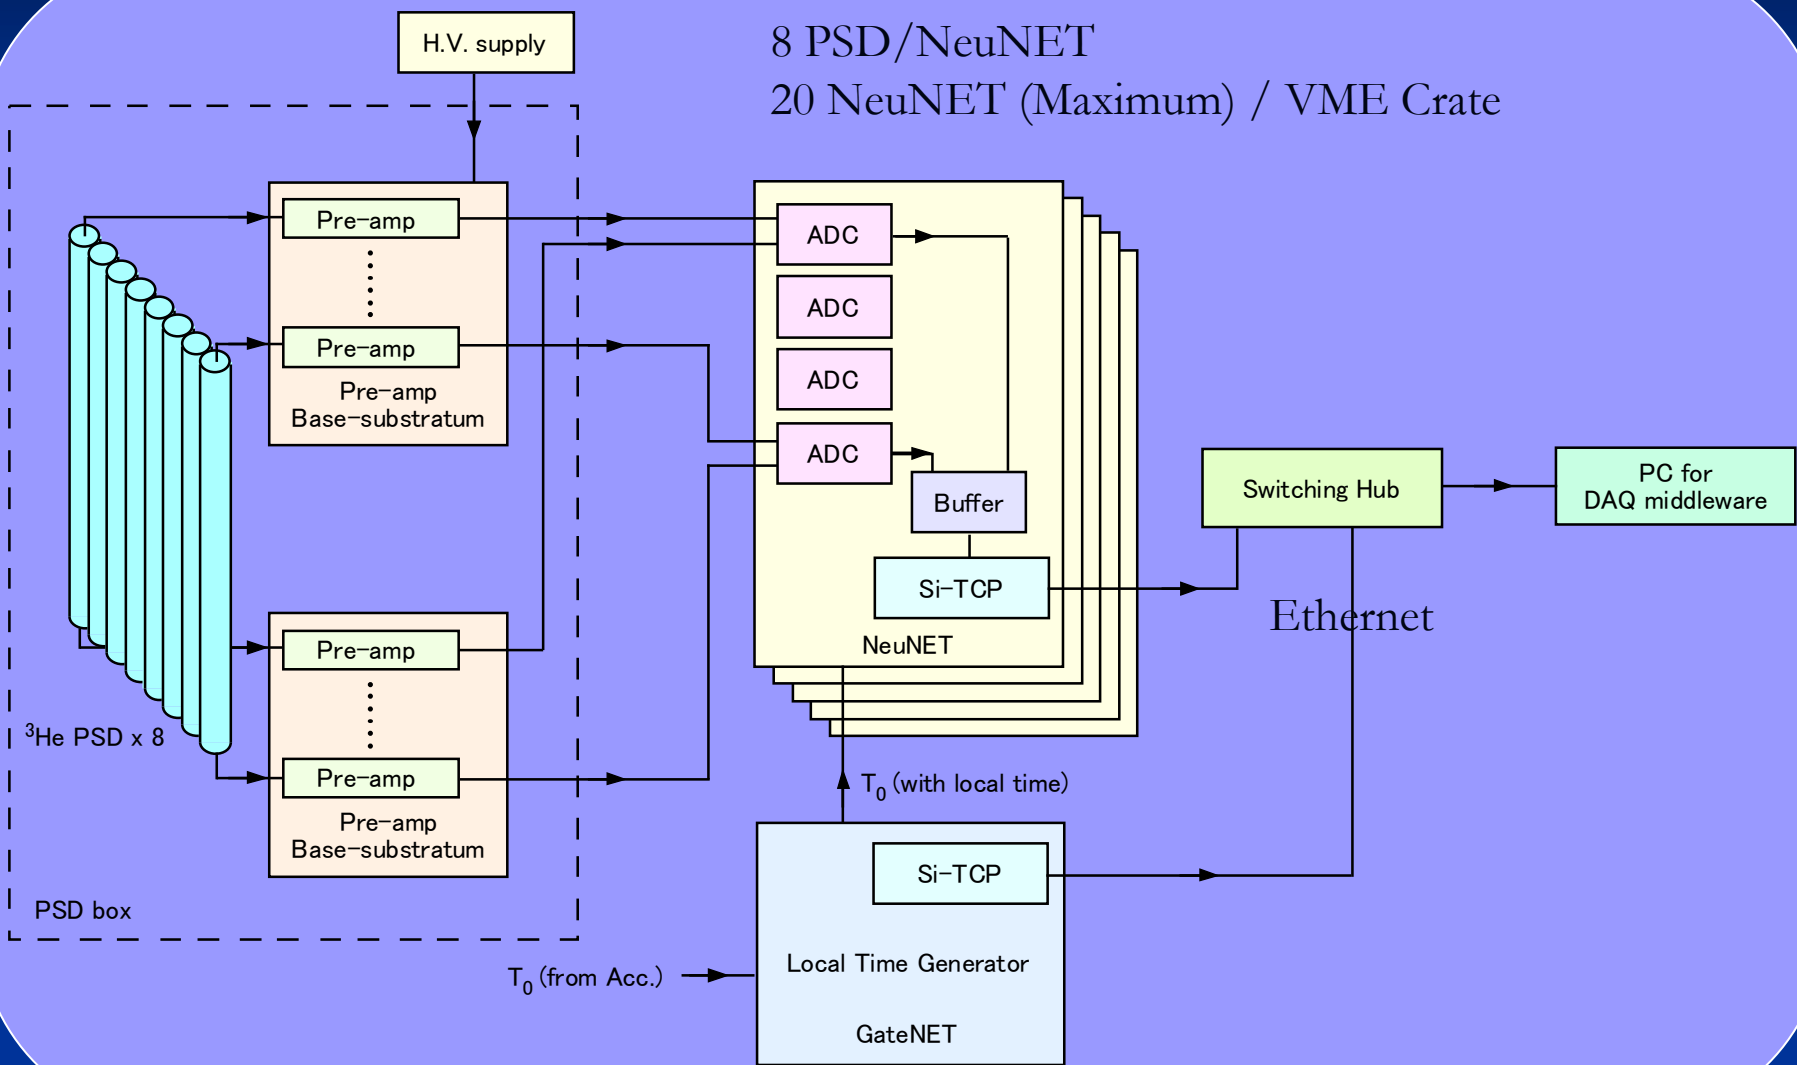 H.V. supply
8 PSD/NeuNET
20 NeuNET (Maximum) / VME Crate
Pre-amp
Pre-amp
Pre-amp
Base-substratum
Pre-amp
Pre-amp
Pre-amp
Base-substratum
³He PSD x 8
PSD box
ADC
ADC
ADC
ADC
Buffer
Si-TCP
NeuNET
Switching Hub
PC for
DAQ middleware
Ethernet
T₀ (with local time)
Si-TCP
T₀ (from Acc.)
Local Time Generator
GateNET